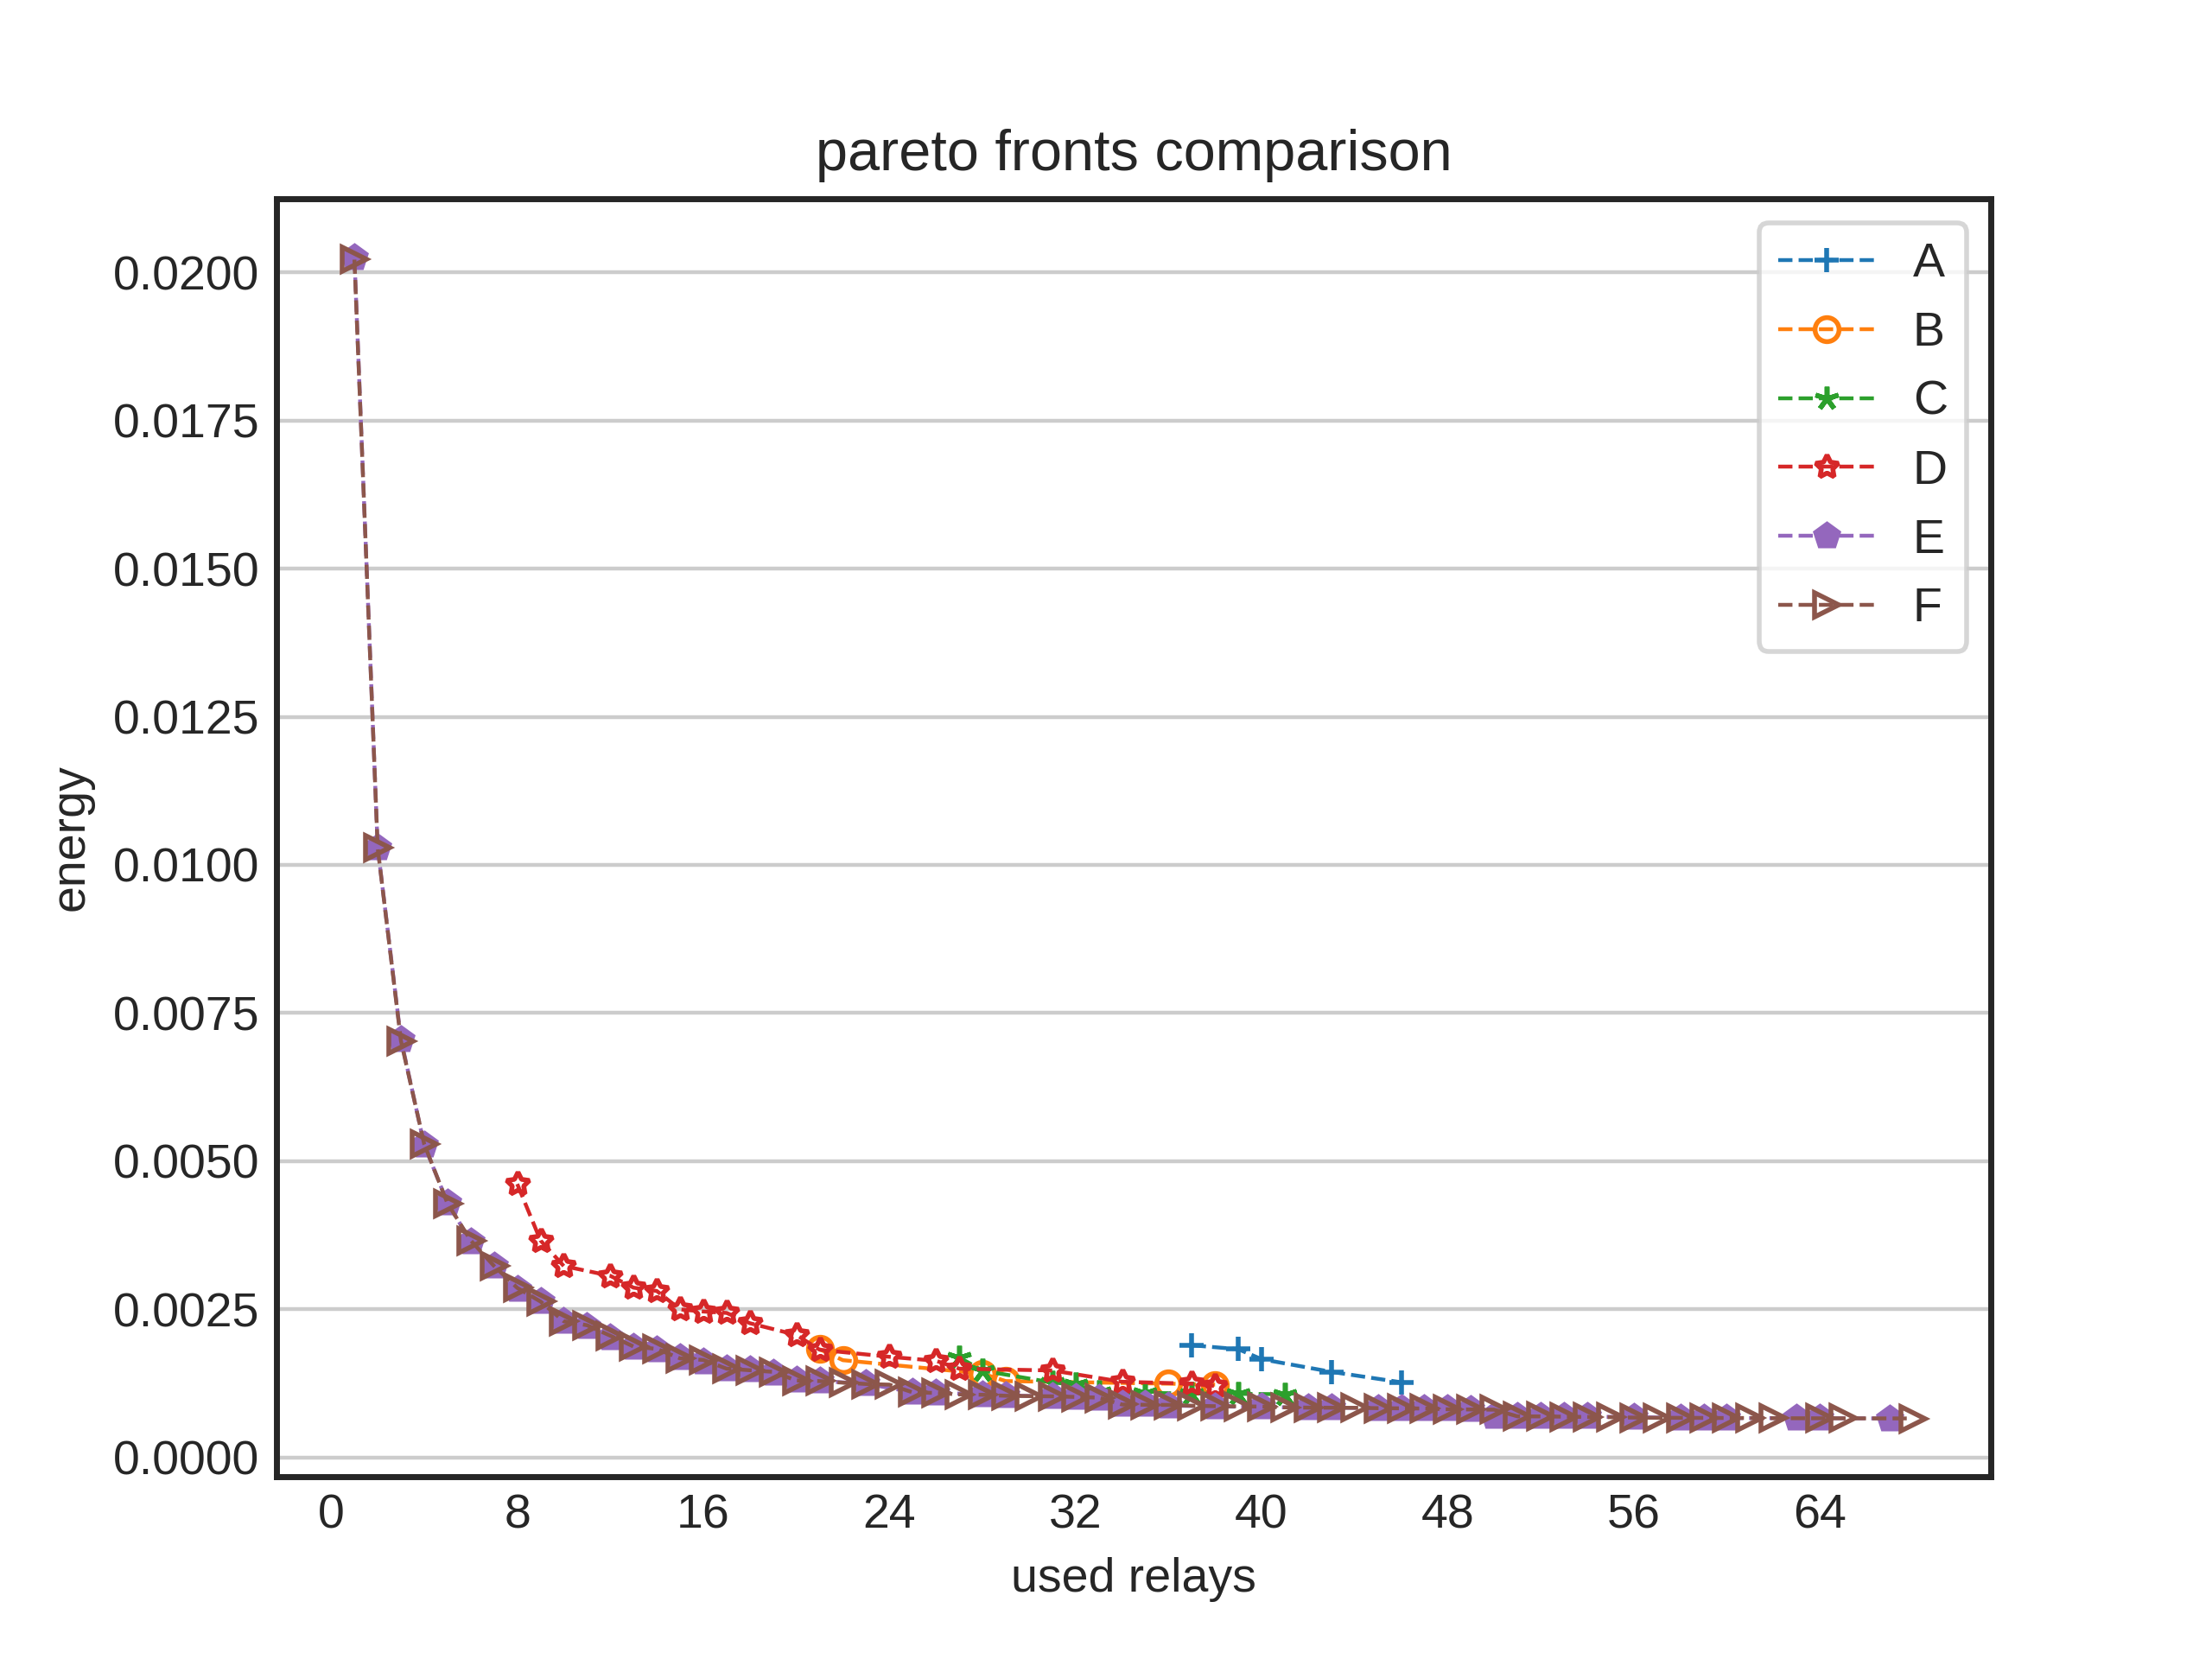 pareto fronts comparison
0.0200
0.0175
0.0150
0.0125
0.0100
0.0075
0.0050
0.0025
0.0000
energy
A
B
C
D
E
F
0 8 16 24 32 40 48 56 64
used relays